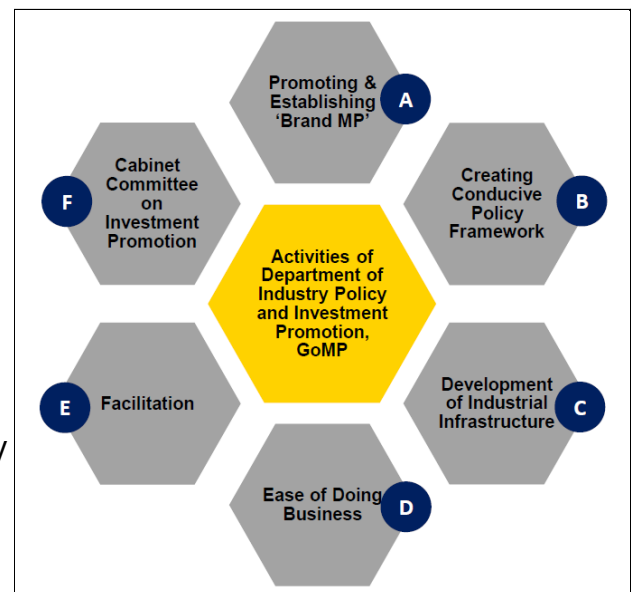 Promoting &
Establishing
‘Brand MP’
A
Creating
Conducive
Policy
Framework
B
Development
of Industrial
Infrastructure
C
Ease of Doing
Business
D
Facilitation
E
Cabinet
Committee
on
Investment
Promotion
F
Activities of
Department of
Industry Policy
and Investment
Promotion,
GoMP
y